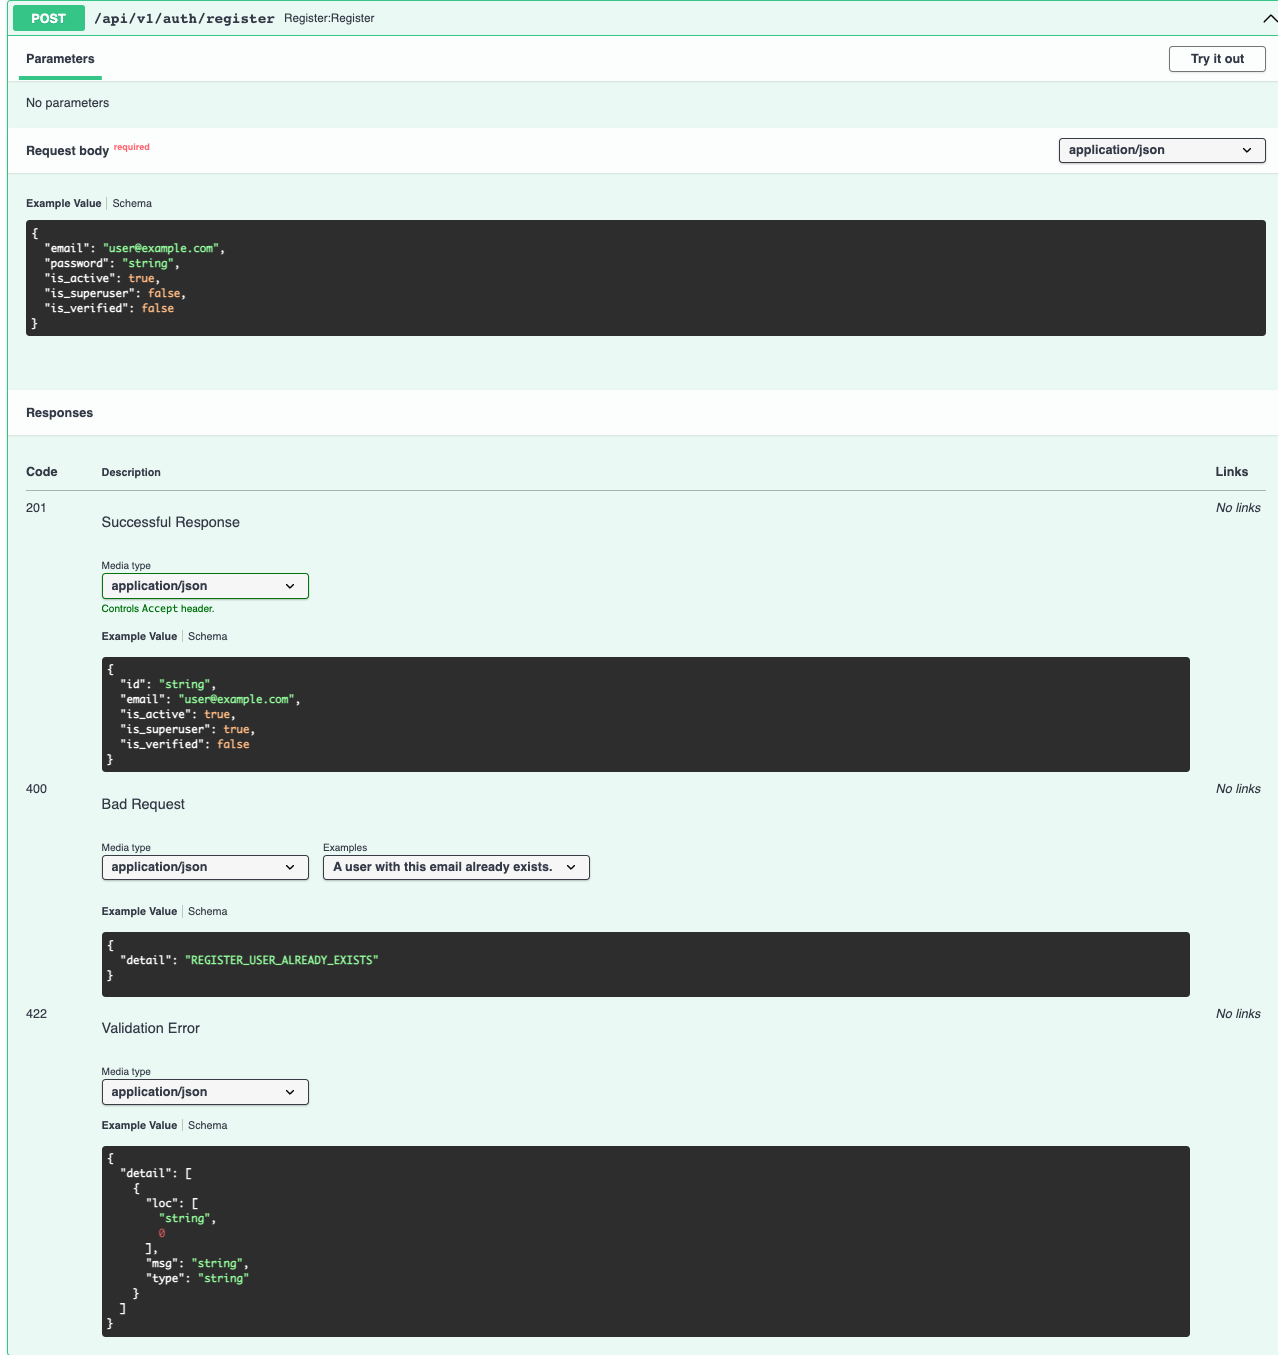 POST /api/v1/auth/register Register:Register
Parameters
Try it out
No parameters
Request body required
application/json
Example Value Schema
{
  "email": "user@example.com",
  "password": "string",
  "is_active": true,
  "is_superuser": false,
  "is_verified": false
}
Responses
Code Description Links
201 Successful Response No links
Media type
application/json
Controls Accept header.
Example Value Schema
{
  "id": "string",
  "email": "user@example.com",
  "is_active": true,
  "is_superuser": true,
  "is_verified": false
}
400 Bad Request No links
Media type Examples
application/json A user with this email already exists.
Example Value Schema
{
  "detail": "REGISTER_USER_ALREADY_EXISTS"
}
422 Validation Error No links
Media type
application/json
Example Value Schema
{
  "detail": [
    {
      "loc": [
        "string",
        0
      ],
      "msg": "string",
      "type": "string"
    }
  ]
}